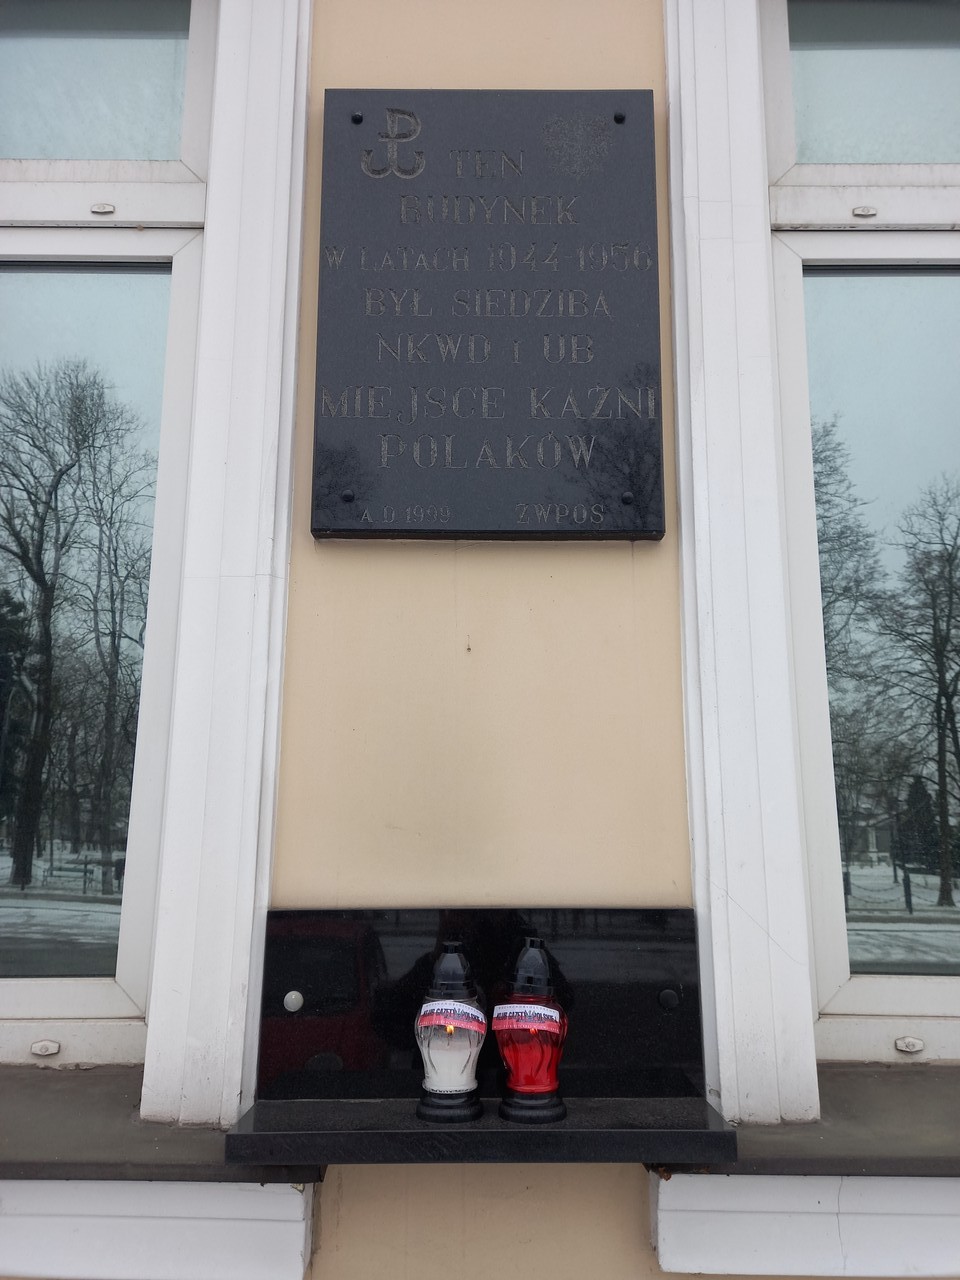 TEN
BUDYNEK
W LATACH 1944-1956
BYŁ SIEDZIBĄ
NKWD i UB
MIEJSCE KAŹNI
POLAKÓW
A.D. 1999 ZWPOS